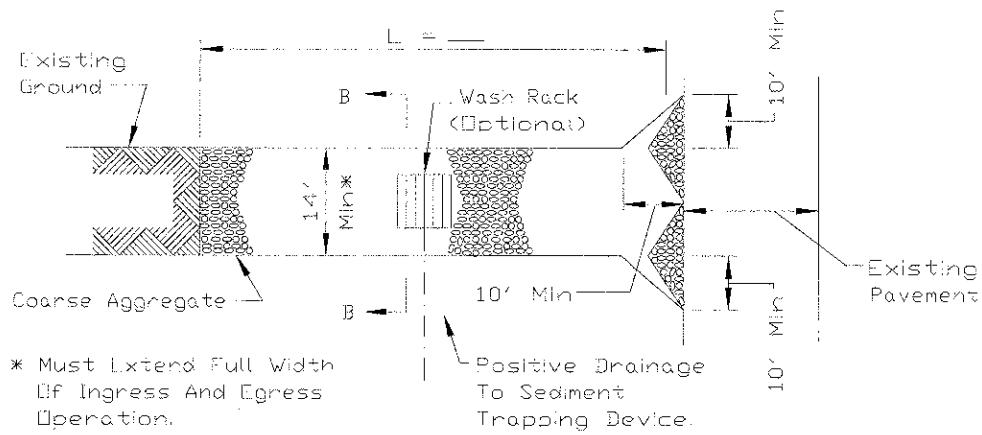 L = ___
Existing
Ground
B
Wash Rack
(Optional)
10' Min
14'
Min*
Coarse Aggregate
10' Min
Existing
Pavement
B
10' Min
* Must Extend Full Width
Of Ingress And Egress
Operation.
Positive Drainage
To Sediment
Trapping Device.